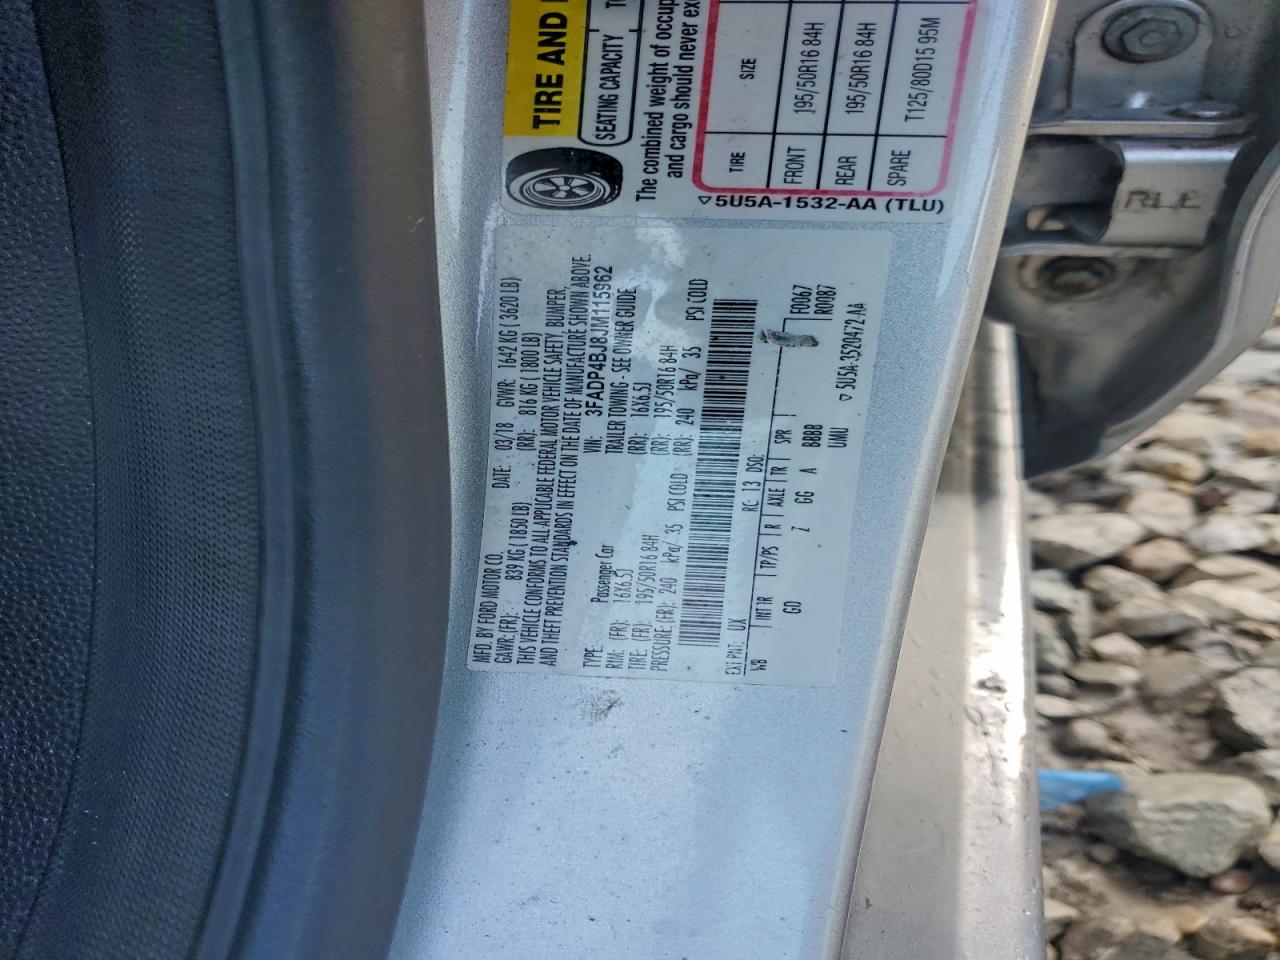 TIRE AND
SEATING CAPACITY
The combined weight of occup
and cargo should never exc
TIRE SIZE
FRONT 195/50R16 84H
REAR 195/50R16 84H
SPARE T125/80D15 95M
5U5A-1532-AA (TLU)
MFD. BY FORD MOTOR CO. DATE: 03/18 GVWR: 1642 KG ( 3620 LB)
GAWR: (FR): 839 KG ( 1850 LB) (RR): 816 KG ( 1800 LB)
THIS VEHICLE CONFORMS TO ALL APPLICABLE FEDERAL MOTOR VEHICLE SAFETY, BUMPER,
AND THEFT PREVENTION STANDARDS IN EFFECT ON THE DATE OF MANUFACTURE SHOWN ABOVE.
VIN: 3FADP4BJ8JM115962
TYPE: Passenger Car TRAILER TOWING - SEE OWNER GUIDE
RIM: (FR): 16X6.5J (RR): 16X6.5J
TIRE: (FR): 195/50R16 84H (RR): 195/50R16 84H
PRESSURE: (FR): 240 kPa/ 35 PSI COLD (RR): 240 kPa/ 35 PSI COLD
EXT PNT: UX RC: 13 DSO: F0067
WB INT TR TP/PS R AXLE TR SPR R0087
GD Z GG A BBBB
UMU 5U5A-3520472-AA
RLE